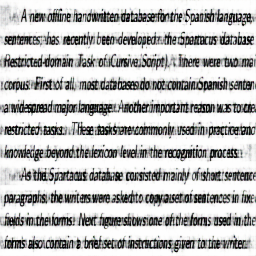 A new offline handwritten database for the Spanish language,
sentences, has recently been developed: the Spartacus database
Restricted-domain Task of Cursive Script). There were two mai
corpus. First of all, most databases do not contain Spanish senten
a widespread major language. Another important reason was to cre
restricted tasks. These tasks are commonly used in practice and
knowledge beyond the lexicon level in the recognition process.
As the Spartacus database consisted mainly of short sentence
paragraphs, the writers were asked to copy a set of sentences in fix
fields in the forms. Next figure shows one of the forms used in the
forms also contain a brief set of instructions given to the writer.